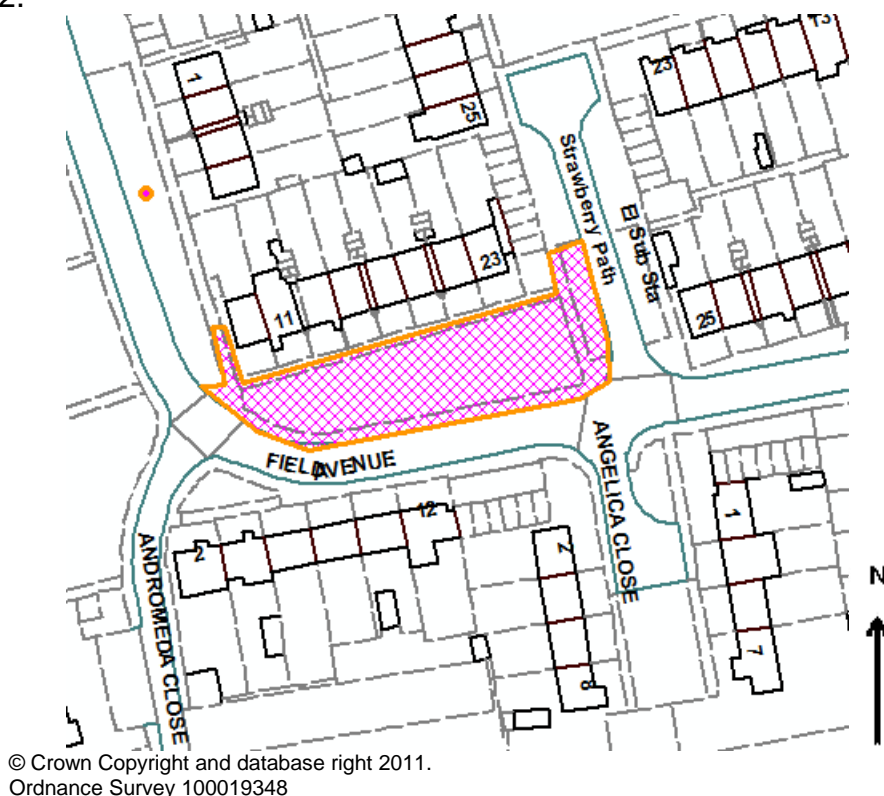 2.
1
25
23
13
Strawberry Path
El Sub Sta
23
11
25
FIELD AVENUE
ANGELICA CLOSE
12
2
2
1
ANDROMEDA CLOSE
8
7
N
© Crown Copyright and database right 2011.
Ordnance Survey 100019348